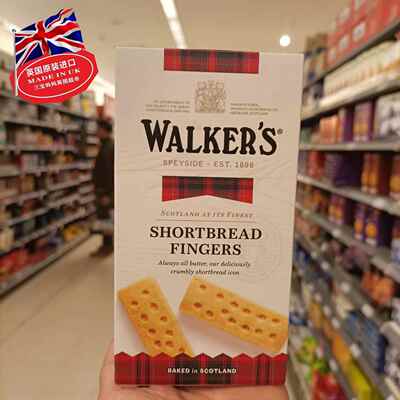 英国原装进口
MADE IN UK
WALKER'S®
SPEYSIDE - EST. 1898
SCOTLAND AT ITS FINEST
SHORTBREAD
FINGERS
Always all butter, our deliciously
crumbly shortbread icon
BAKED in SCOTLAND